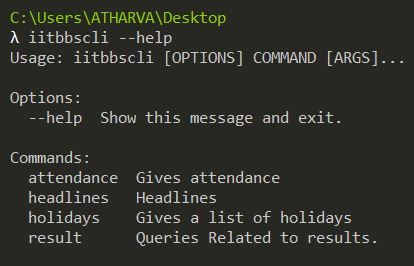 C:\Users\ATHARVA\Desktop
λ iitbbscli --help
Usage: iitbbscli [OPTIONS] COMMAND [ARGS]...

Options:
  --help  Show this message and exit.

Commands:
  attendance  Gives attendance
  headlines   Headlines
  holidays    Gives a list of holidays
  result      Queries Related to results.